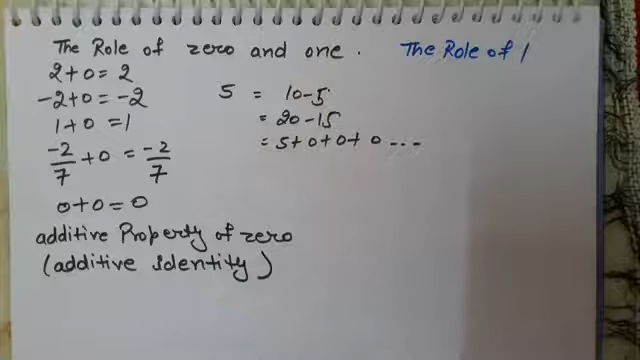 The Role of zero and one.
The Role of 1
2+0=2
-2+0=-2
1+0=1
-2/7+0=-2/7
0+0=0
additive Property of zero
(additive identity)
5 = 10-5
= 20-15
= 5+0+0+0...